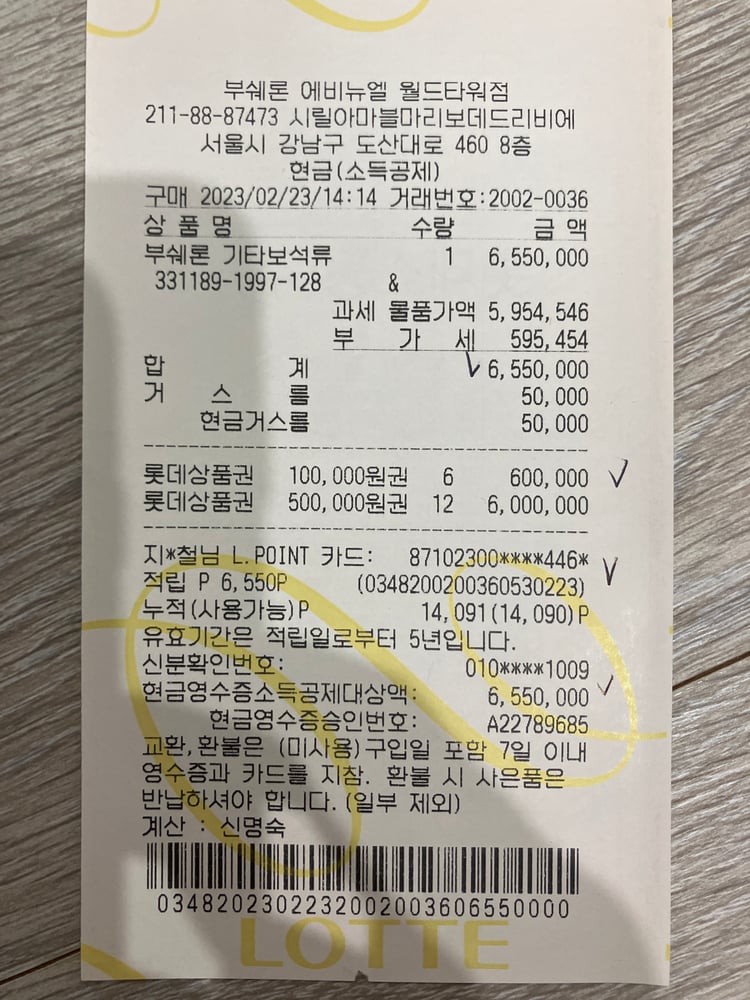 부쉐론 에비뉴엘 월드타워점
211-88-87473 시릴아마블마리보데드리비에
서울시 강남구 도산대로 460 8층
현금(소득공제)
구매 2023/02/23/14:14 거래번호:2002-0036
상 품 명 수량 금 액
부쉐론 기타보석류 1 6,550,000
331189-1997-128 &
과세 물품가액 5,954,546
부 가 세 595,454
합 계 6,550,000
거 스 름 50,000
현금거스름 50,000
롯데상품권 100,000원권 6 600,000
롯데상품권 500,000원권 12 6,000,000
지*철님 L.POINT 카드: 87102300****446*
적립 P 6,550P (0348200200360530223)
누적(사용가능)P 14,091(14,090)P
유효기간은 적립일로부터 5년입니다.
신분확인번호: 010****1009
현금영수증소득공제대상액: 6,550,000
현금영수증승인번호: A22789685
교환,환불은 (미사용)구입일 포함 7일 이내
영수증과 카드를 지참. 환불 시 사은품은
반납하셔야 합니다.(일부 제외)
계산 : 신명숙
0348202302232002003606550000
LOTTE